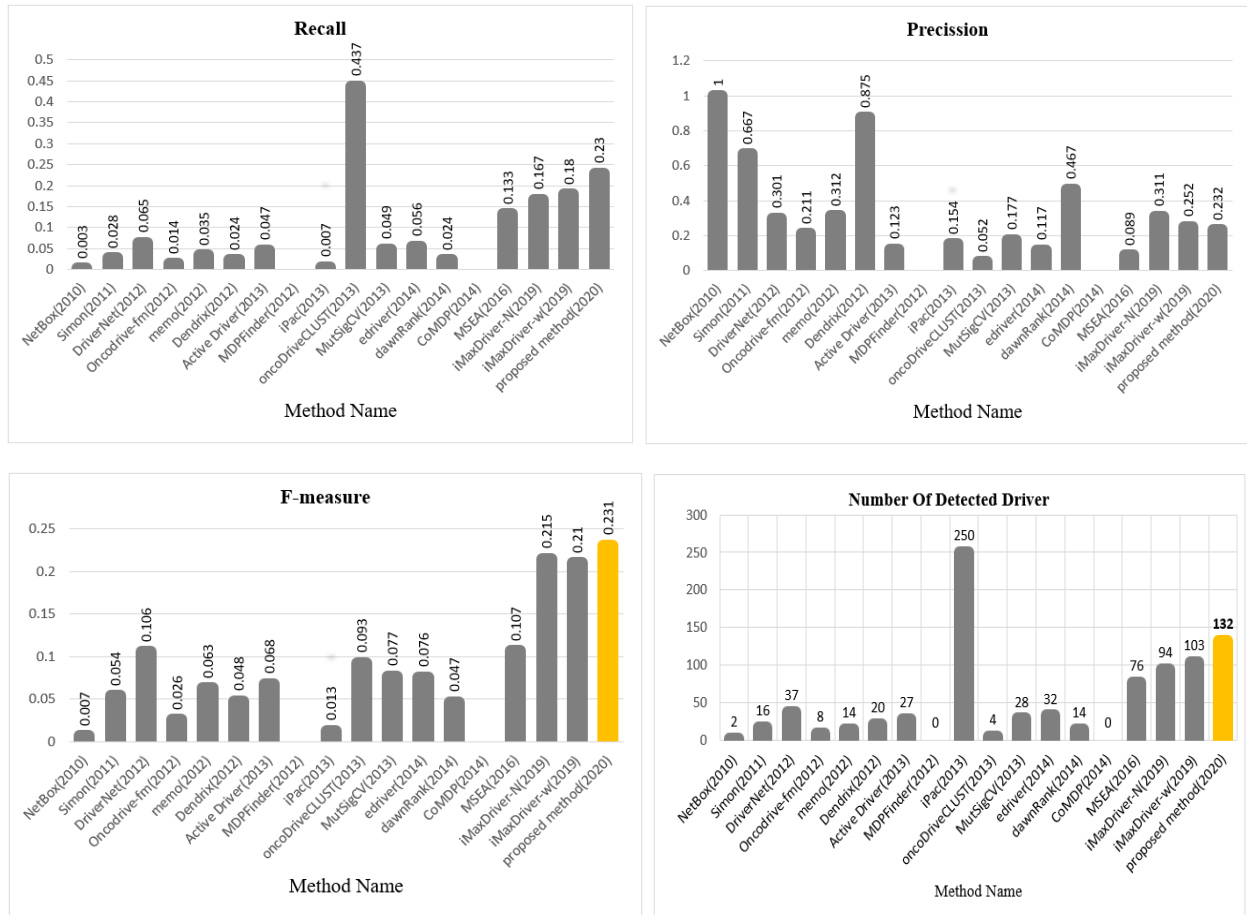 Recall
0.5
0.45
0.4
0.35
0.3
0.25
0.2
0.15
0.1
0.05
0
0.003
0.028
0.065
0.014
0.035
0.024
0.047
0.007
0.437
0.049
0.056
0.024
0.133
0.167
0.18
0.23
NetBox(2010)
Simon(2011)
DriverNet(2012)
Oncodrive-fm(2012)
memo(2012)
Dendrix(2012)
Active Driver(2013)
MDPFinder(2012)
iPac(2013)
oncoDriveCLUST(2013)
MutSigCV(2013)
edriver(2014)
dawnRank(2014)
CoMDP(2014)
MSEA(2016)
iMaxDriver-N(2019)
iMaxDriver-w(2019)
proposed method(2020)
Method Name
Precission
1.2
1
0.8
0.6
0.4
0.2
0
1
0.667
0.301
0.211
0.312
0.875
0.123
0.154
0.052
0.177
0.117
0.467
0.089
0.311
0.252
0.232
NetBox(2010)
Simon(2011)
DriverNet(2012)
Oncodrive-fm(2012)
memo(2012)
Dendrix(2012)
Active Driver(2013)
MDPFinder(2012)
iPac(2013)
oncoDriveCLUST(2013)
MutSigCV(2013)
edriver(2014)
dawnRank(2014)
CoMDP(2014)
MSEA(2016)
iMaxDriver-N(2019)
iMaxDriver-w(2019)
proposed method(2020)
Method Name
F-measure
0.25
0.2
0.15
0.1
0.05
0
0.007
0.054
0.106
0.026
0.063
0.048
0.068
0.013
0.093
0.077
0.076
0.047
0.107
0.215
0.21
0.231
NetBox(2010)
Simon(2011)
DriverNet(2012)
Oncodrive-fm(2012)
memo(2012)
Dendrix(2012)
Active Driver(2013)
MDPFinder(2012)
iPac(2013)
oncoDriveCLUST(2013)
MutSigCV(2013)
edriver(2014)
dawnRank(2014)
CoMDP(2014)
MSEA(2016)
iMaxDriver-N(2019)
iMaxDriver-w(2019)
proposed method(2020)
Method Name
Number Of Detected Driver
300
250
200
150
100
50
0
2
16
37
8
14
20
27
0
250
4
28
32
14
0
76
94
103
132
NetBox(2010)
Simon(2011)
DriverNet(2012)
Oncodrive-fm(2012)
memo(2012)
Dendrix(2012)
Active Driver(2013)
MDPFinder(2012)
iPac(2013)
oncoDriveCLUST(2013)
MutSigCV(2013)
edriver(2014)
dawnRank(2014)
CoMDP(2014)
MSEA(2016)
iMaxDriver-N(2019)
iMaxDriver-w(2019)
proposed method(2020)
Method Name